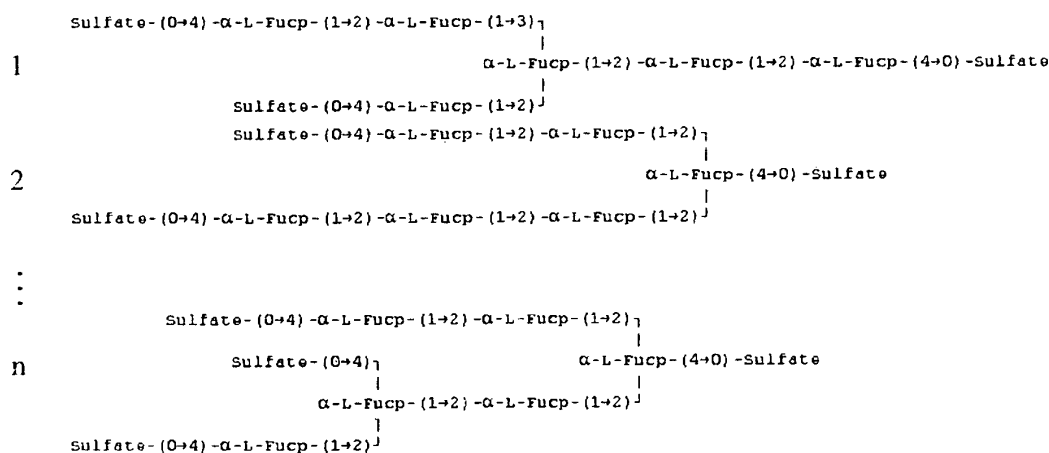 Sulfate-(0→4)-α-L-Fucp-(1→2)-α-L-Fucp-(1→3)┐
1
α-L-Fucp-(1→2)-α-L-Fucp-(1→2)-α-L-Fucp-(4→0)-Sulfate
Sulfate-(0→4)-α-L-Fucp-(1→2)┘
Sulfate-(0→4)-α-L-Fucp-(1→2)-α-L-Fucp-(1→2)┐
2
α-L-Fucp-(4→0)-Sulfate
Sulfate-(0→4)-α-L-Fucp-(1→2)-α-L-Fucp-(1→2)-α-L-Fucp-(1→2)┘
⋮
Sulfate-(0→4)-α-L-Fucp-(1→2)-α-L-Fucp-(1→2)┐
n
Sulfate-(0→4)┐ α-L-Fucp-(4→0)-Sulfate
α-L-Fucp-(1→2)-α-L-Fucp-(1→2)┘
Sulfate-(0→4)-α-L-Fucp-(1→2)┘